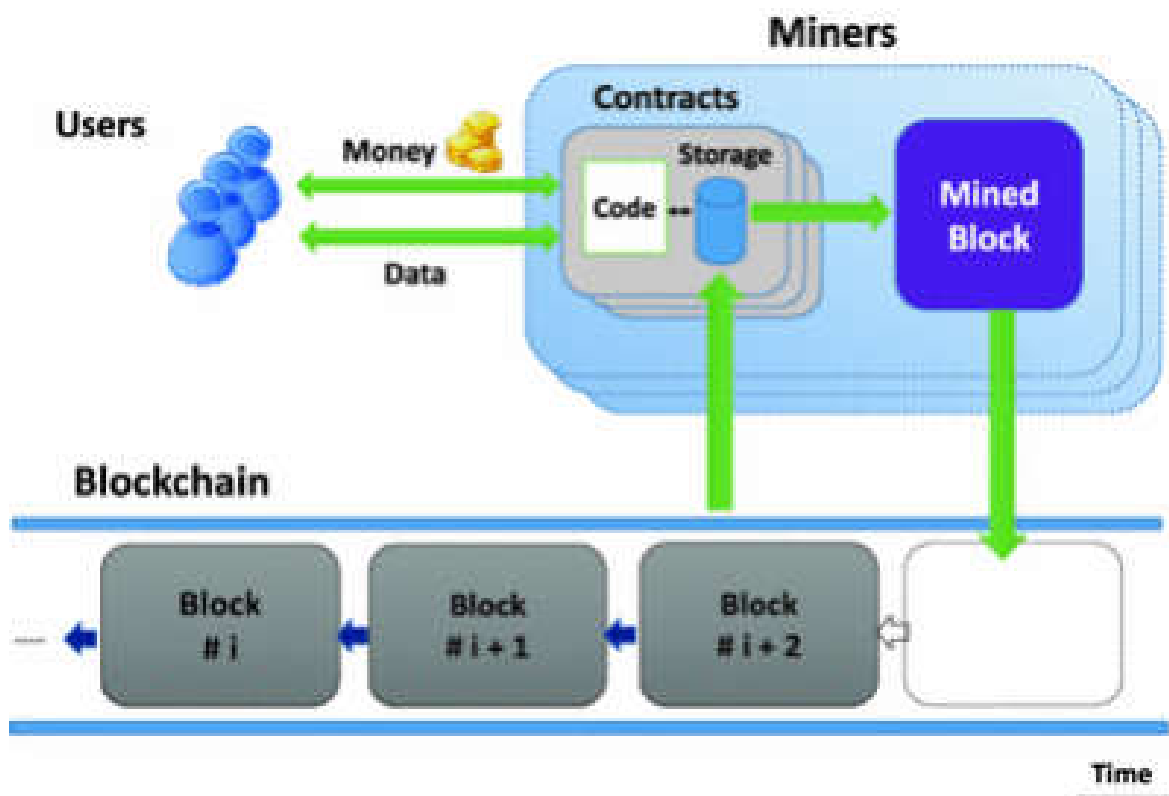 Miners
Contracts
Users
Money
Storage
Code
Mined
Block
Data
Blockchain
Block
# i
Block
# i + 1
Block
# i + 2
Time